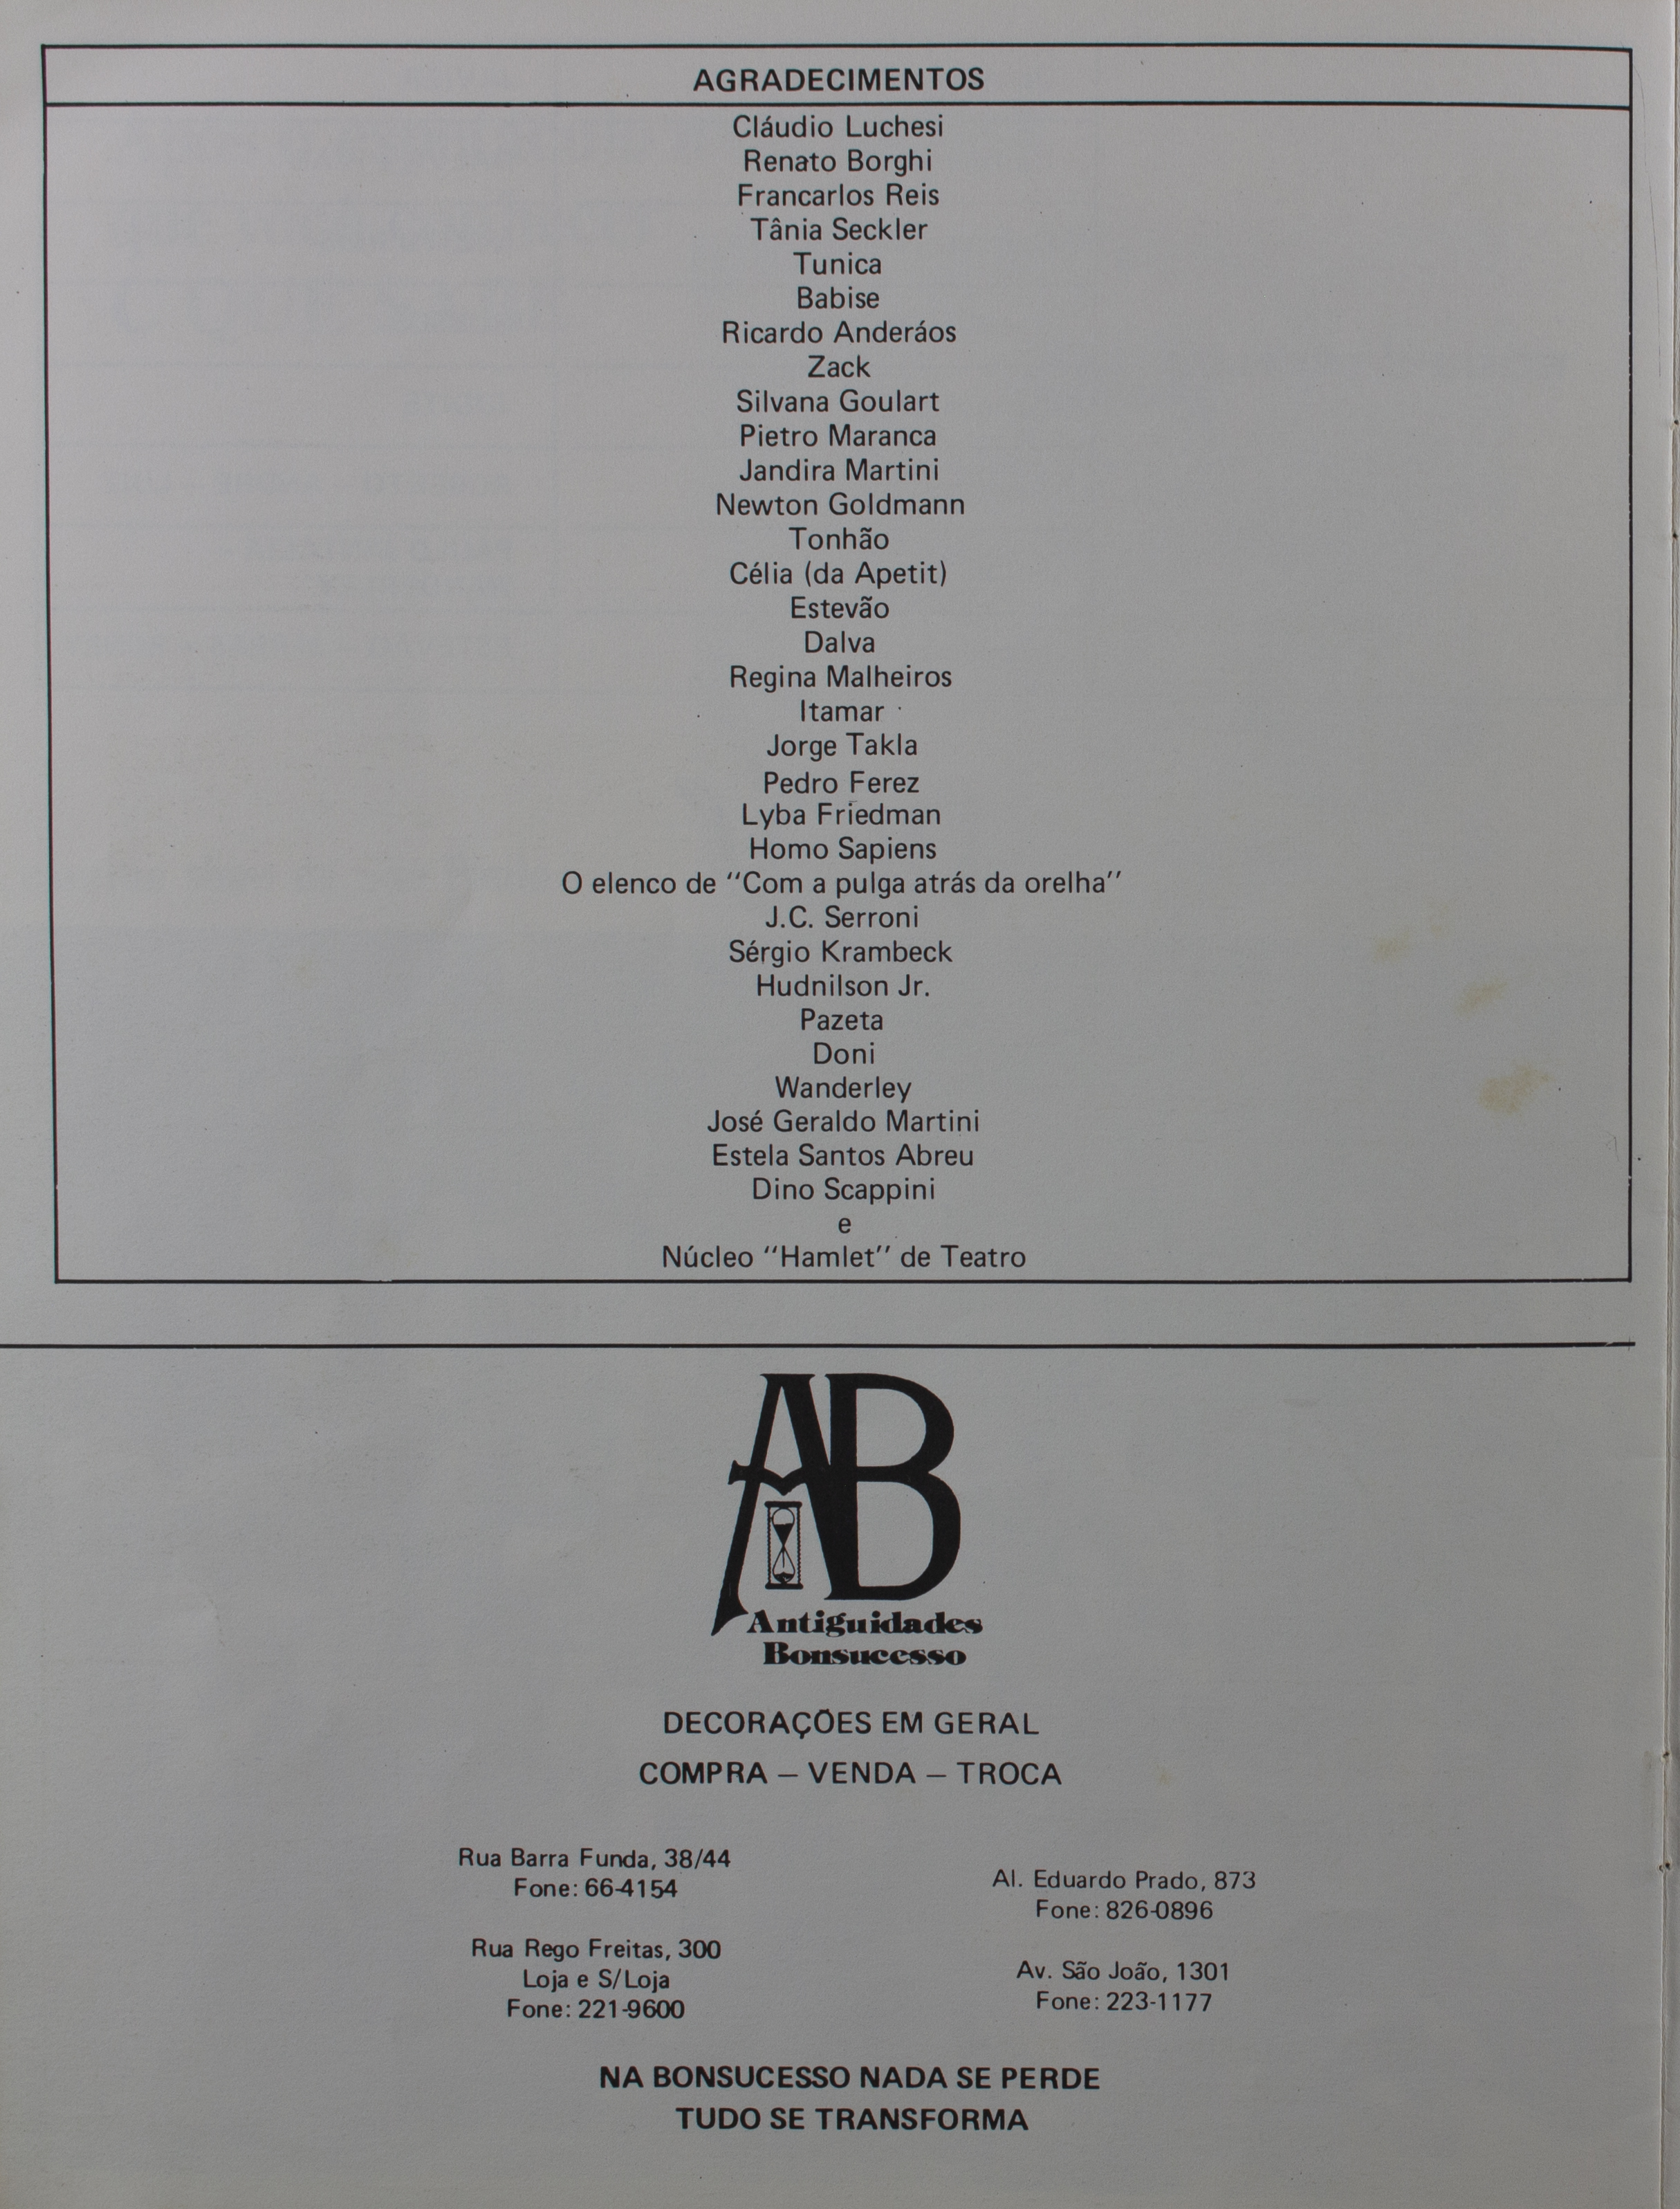 AGRADECIMENTOS
Cláudio Luchesi
Renato Borghi
Francarlos Reis
Tânia Seckler
Tunica
Babise
Ricardo Anderáos
Zack
Silvana Goulart
Pietro Maranca
Jandira Martini
Newton Goldmann
Tonhão
Célia (da Apetit)
Estevão
Dalva
Regina Malheiros
Itamar
Jorge Takla
Pedro Ferez
Lyba Friedman
Homo Sapiens
O elenco de "Com a pulga atrás da orelha"
J.C. Serroni
Sérgio Krambeck
Hudnilson Jr.
Pazeta
Doni
Wanderley
José Geraldo Martini
Estela Santos Abreu
Dino Scappini
e
Núcleo "Hamlet" de Teatro
AB
Antiguidades
Bonsucesso
DECORAÇÕES EM GERAL
COMPRA – VENDA – TROCA
Rua Barra Funda, 38/44
Fone: 66-4154
Rua Rego Freitas, 300
Loja e S/Loja
Fone: 221-9600
Al. Eduardo Prado, 873
Fone: 826-0896
Av. São João, 1301
Fone: 223-1177
NA BONSUCESSO NADA SE PERDE
TUDO SE TRANSFORMA